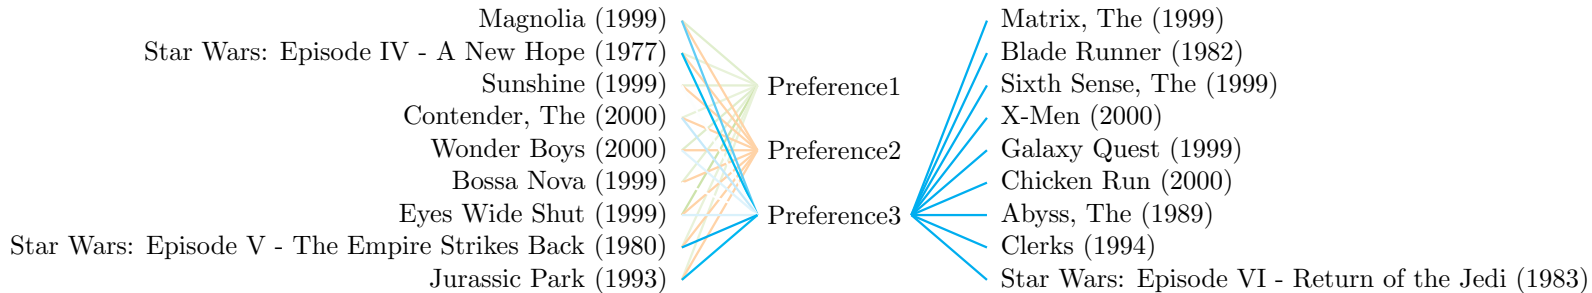 Magnolia (1999)
Star Wars: Episode IV - A New Hope (1977)
Sunshine (1999)
Contender, The (2000)
Wonder Boys (2000)
Bossa Nova (1999)
Eyes Wide Shut (1999)
Star Wars: Episode V - The Empire Strikes Back (1980)
Jurassic Park (1993)
Preference1
Preference2
Preference3
Matrix, The (1999)
Blade Runner (1982)
Sixth Sense, The (1999)
X-Men (2000)
Galaxy Quest (1999)
Chicken Run (2000)
Abyss, The (1989)
Clerks (1994)
Star Wars: Episode VI - Return of the Jedi (1983)